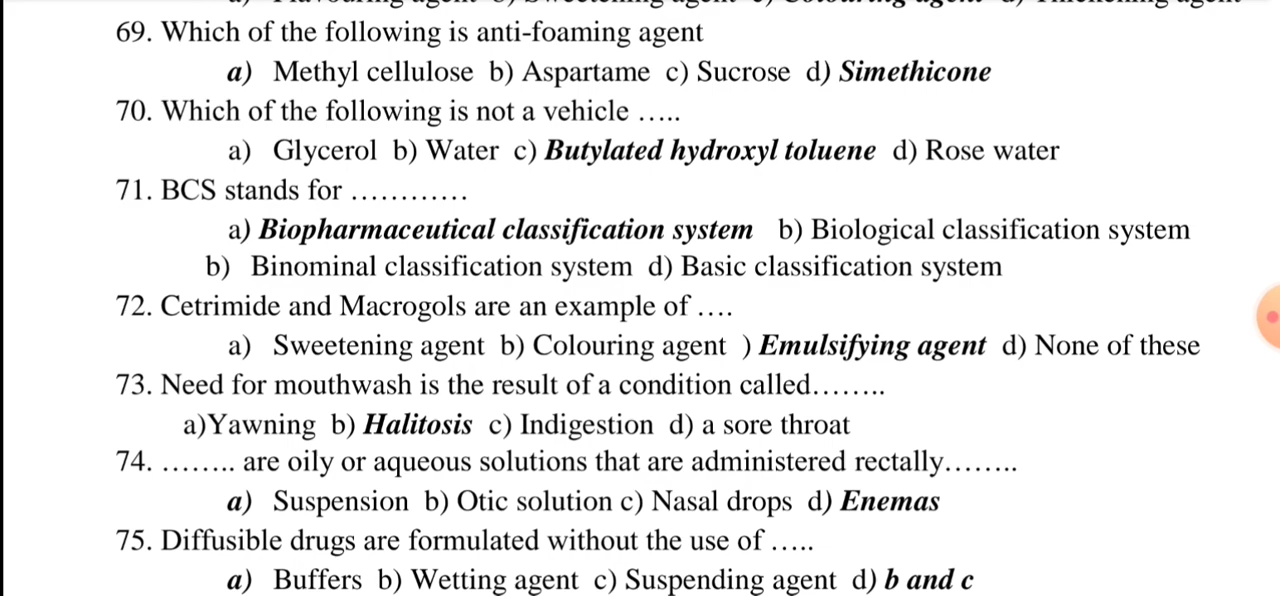 69. Which of the following is anti-foaming agent
a) Methyl cellulose b) Aspartame c) Sucrose d) Simethicone
70. Which of the following is not a vehicle …..
a) Glycerol b) Water c) Butylated hydroxyl toluene d) Rose water
71. BCS stands for …………
a) Biopharmaceutical classification system b) Biological classification system
b) Binominal classification system d) Basic classification system
72. Cetrimide and Macrogols are an example of ….
a) Sweetening agent b) Colouring agent ) Emulsifying agent d) None of these
73. Need for mouthwash is the result of a condition called……..
a)Yawning b) Halitosis c) Indigestion d) a sore throat
74. …….. are oily or aqueous solutions that are administered rectally……..
a) Suspension b) Otic solution c) Nasal drops d) Enemas
75. Diffusible drugs are formulated without the use of …..
a) Buffers b) Wetting agent c) Suspending agent d) b and c